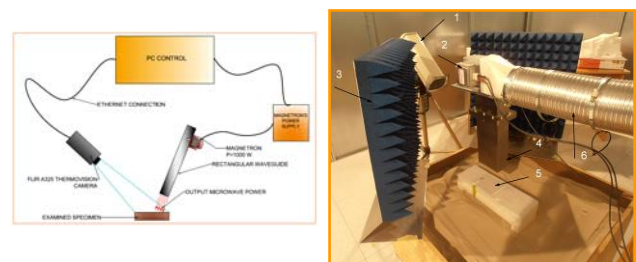 PC CONTROL
ETHERNET CONNECTION
MAGNETRON'S
POWER
SUPPLY
MAGNETRON
P=1000 W
RECTANGULAR WAVEGUIDE
FLIR A325 THERMOVISION
CAMERA
OUTPUT MICROWAVE POWER
EXAMINED SPECIMEN
1
2
3
4
5
6